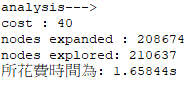 analysis--->
cost : 40
nodes expanded : 208674
nodes explored: 210637
所花費時間為: 1.65844s